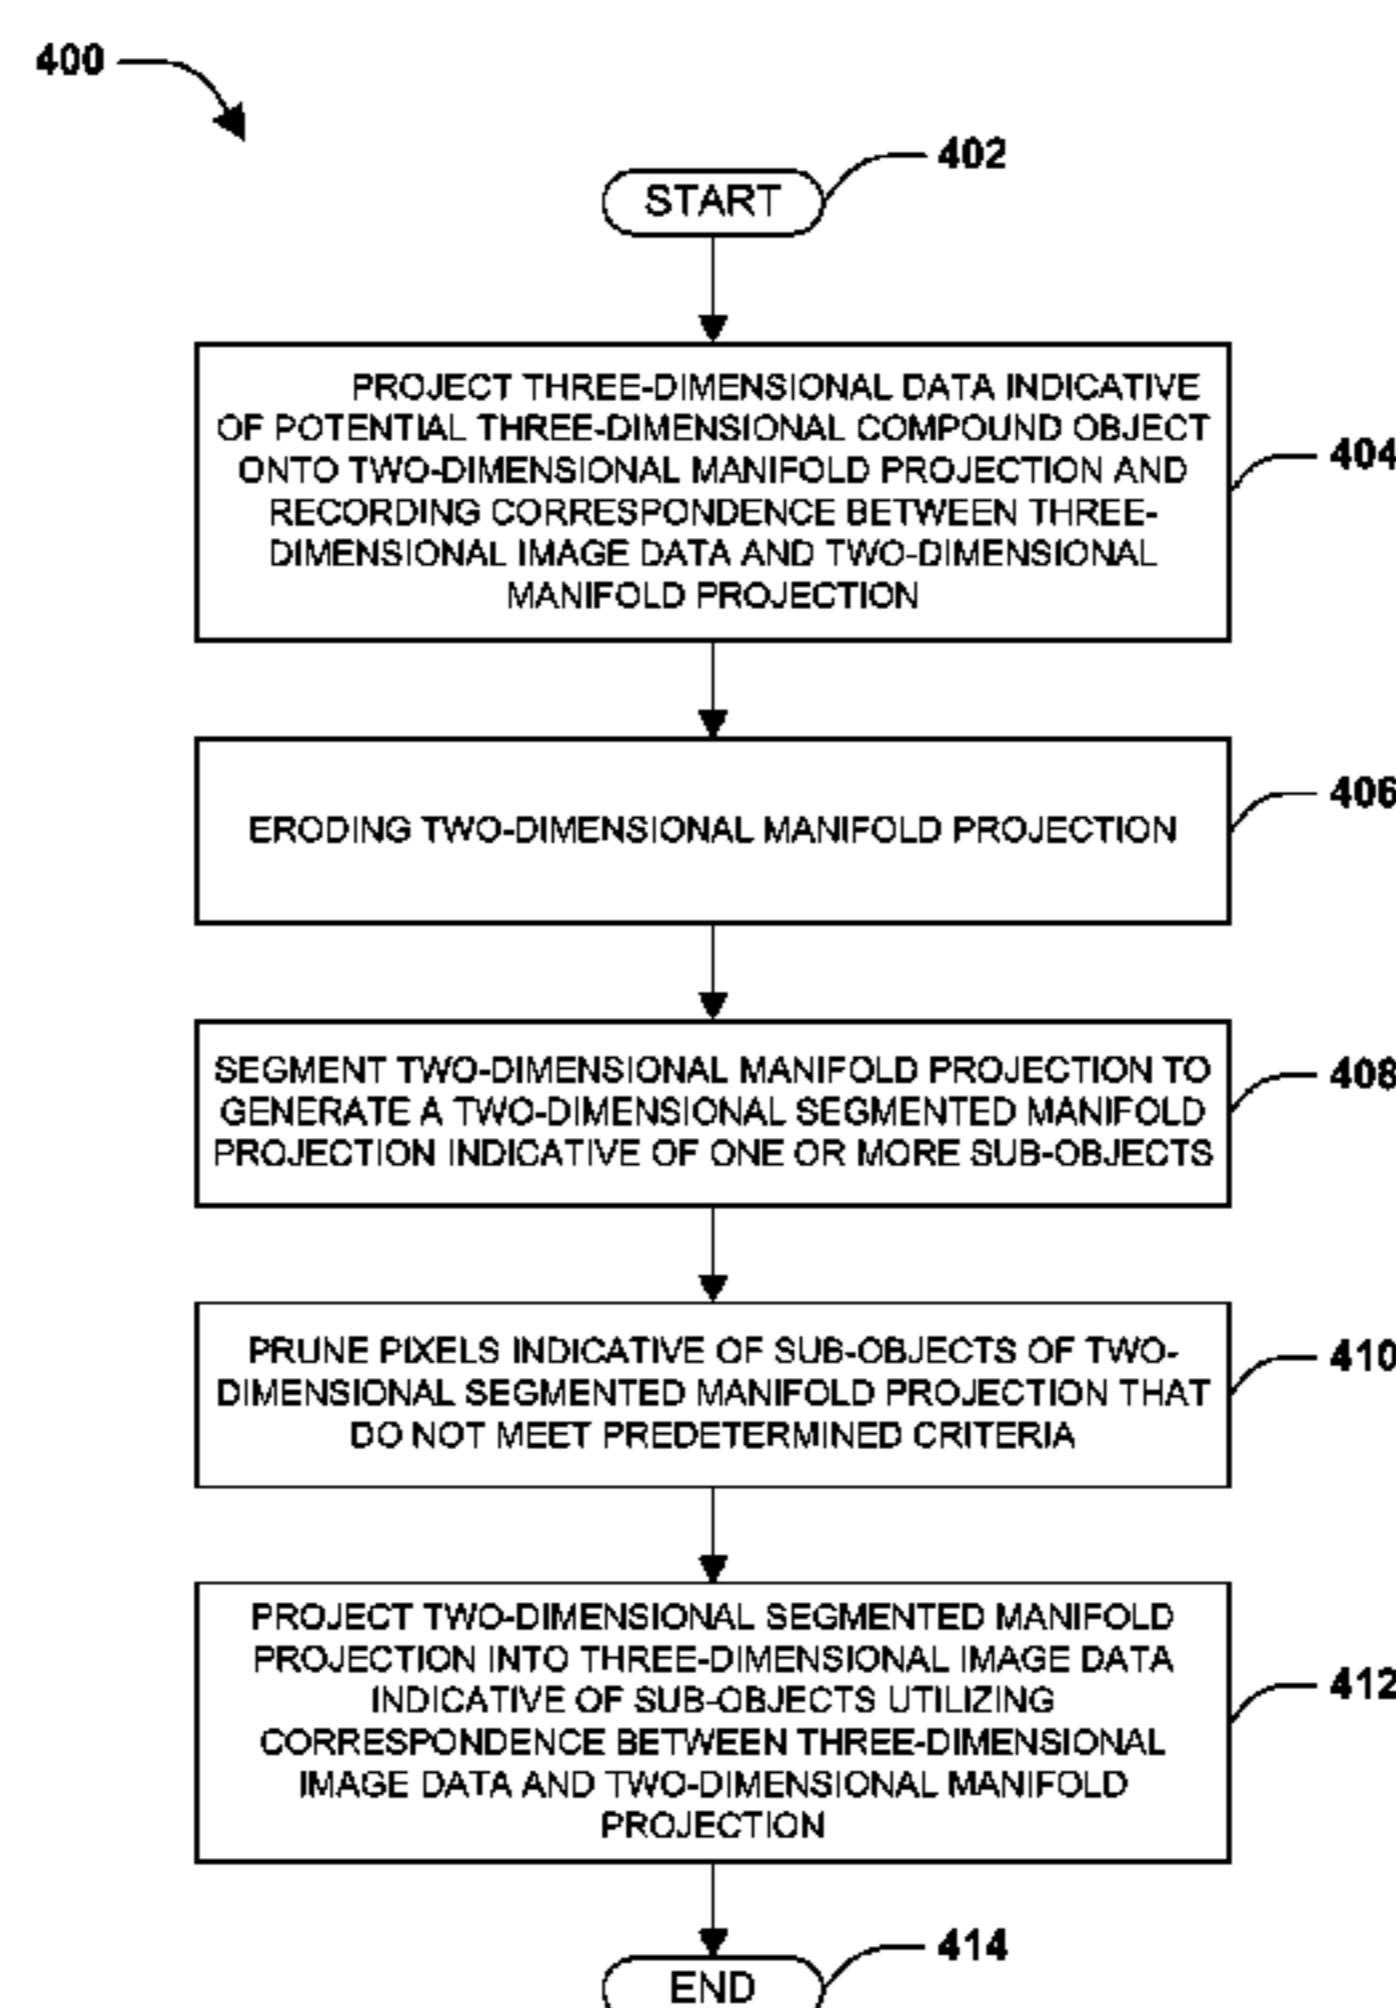 400
402
START
PROJECT THREE-DIMENSIONAL DATA INDICATIVE
OF POTENTIAL THREE-DIMENSIONAL COMPOUND OBJECT
ONTO TWO-DIMENSIONAL MANIFOLD PROJECTION AND
RECORDING CORRESPONDENCE BETWEEN THREE-
DIMENSIONAL IMAGE DATA AND TWO-DIMENSIONAL
MANIFOLD PROJECTION
404
ERODING TWO-DIMENSIONAL MANIFOLD PROJECTION
406
SEGMENT TWO-DIMENSIONAL MANIFOLD PROJECTION TO
GENERATE A TWO-DIMENSIONAL SEGMENTED MANIFOLD
PROJECTION INDICATIVE OF ONE OR MORE SUB-OBJECTS
408
PRUNE PIXELS INDICATIVE OF SUB-OBJECTS OF TWO-
DIMENSIONAL SEGMENTED MANIFOLD PROJECTION THAT
DO NOT MEET PREDETERMINED CRITERIA
410
PROJECT TWO-DIMENSIONAL SEGMENTED MANIFOLD
PROJECTION INTO THREE-DIMENSIONAL IMAGE DATA
INDICATIVE OF SUB-OBJECTS UTILIZING
CORRESPONDENCE BETWEEN THREE-DIMENSIONAL
IMAGE DATA AND TWO-DIMENSIONAL MANIFOLD
PROJECTION
412
414
END